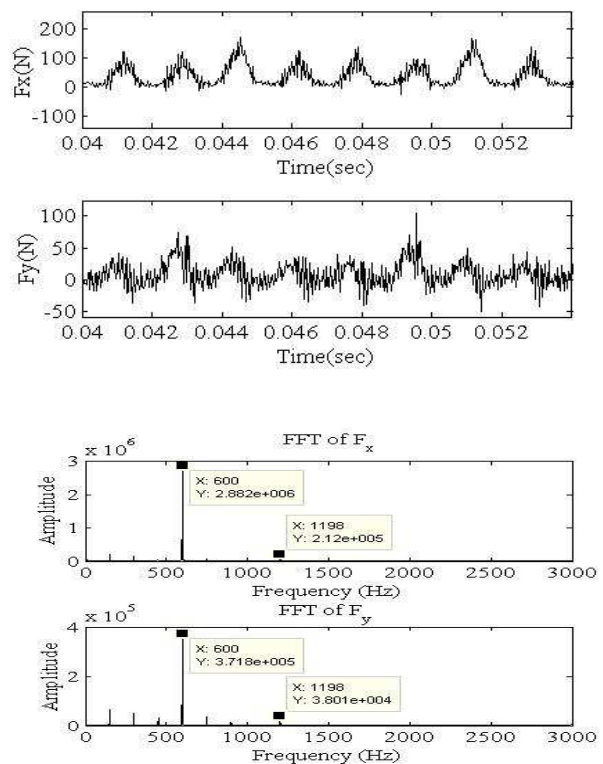 200
100
0
-100
Fx(N)
0.04 0.042 0.044 0.046 0.048 0.05 0.052
Time(sec)
100
50
0
-50
Fy(N)
0.04 0.042 0.044 0.046 0.048 0.05 0.052
Time(sec)
x 10^6
FFT of F_x
3
2
1
0
Amplitude
X: 600
Y: 2.882e+006
X: 1198
Y: 2.12e+005
0 500 1000 1500 2000 2500 3000
Frequency (Hz)
x 10^5
FFT of F_y
4
2
0
Amplitude
X: 600
Y: 3.718e+005
X: 1198
Y: 3.801e+004
0 500 1000 1500 2000 2500 3000
Frequency (Hz)